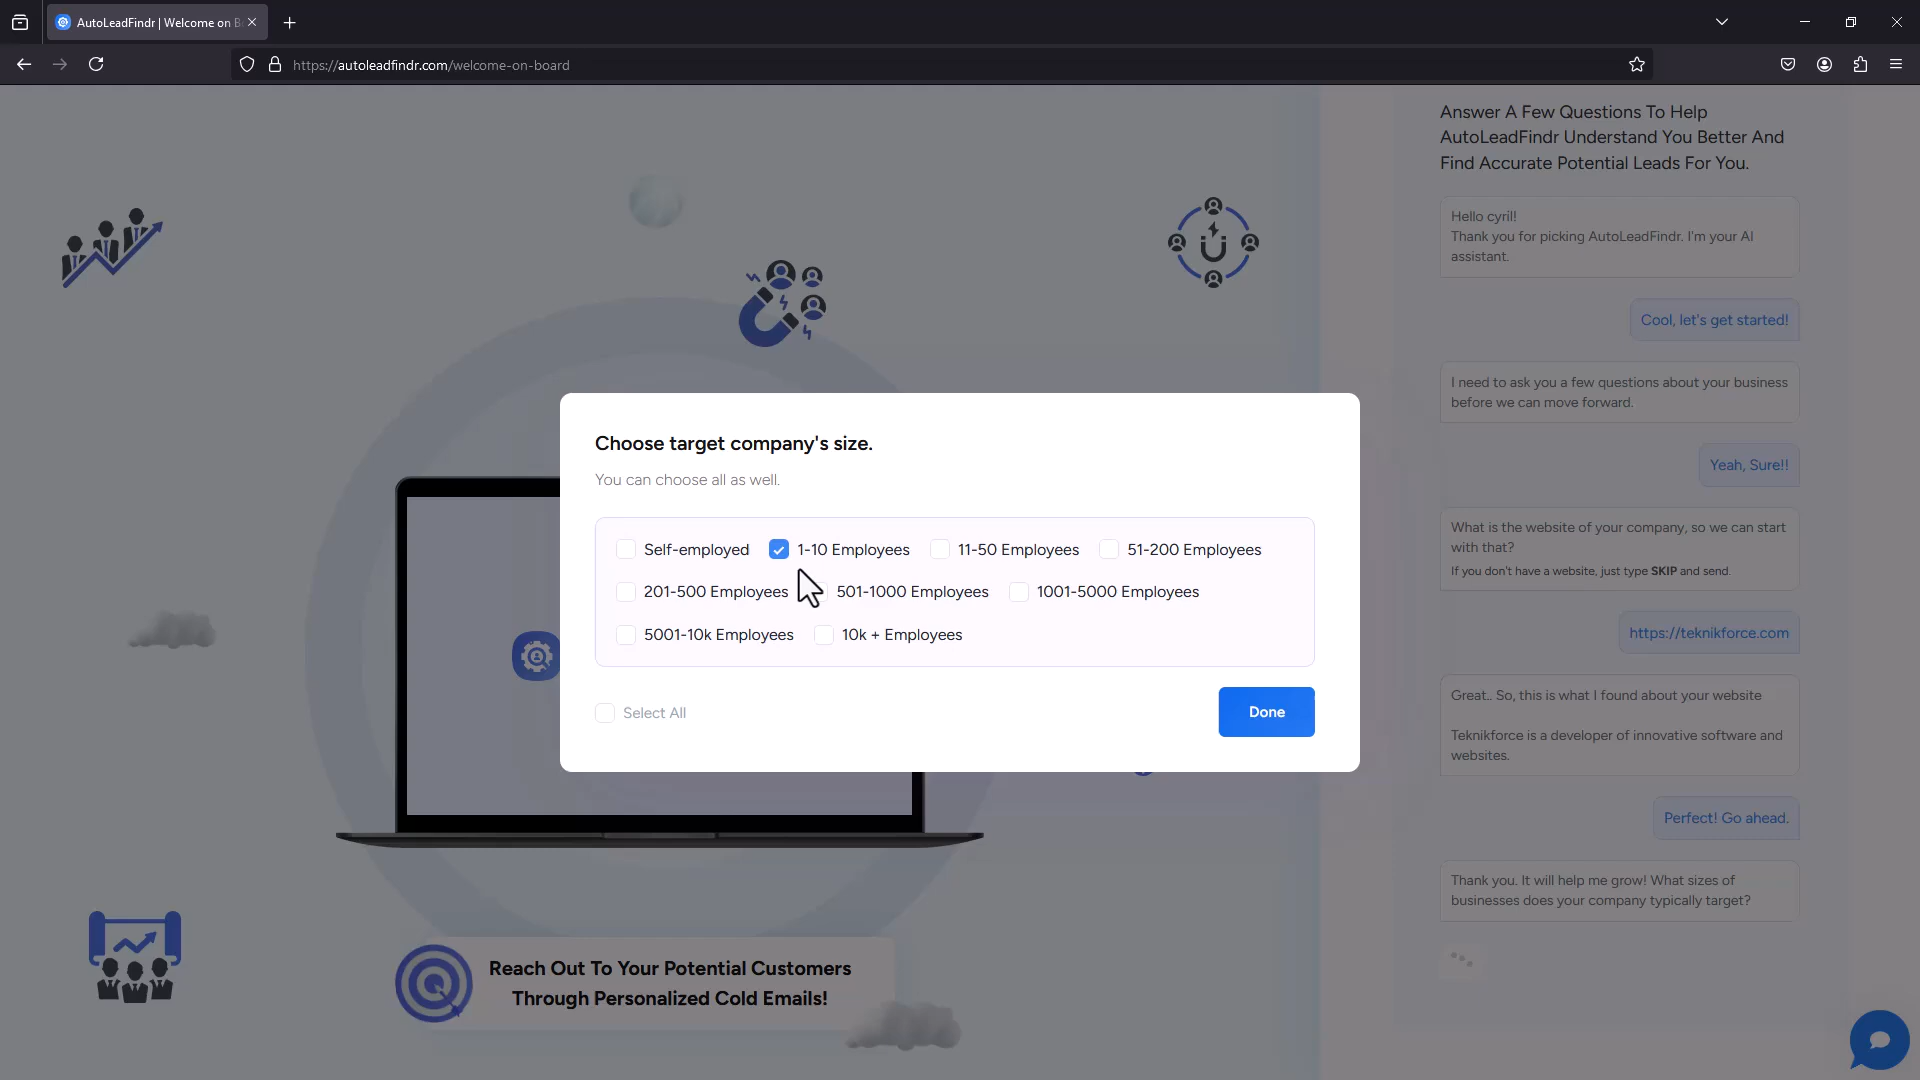 AutoLeadFindr | Welcome on B
https://autoleadfindr.com/welcome-on-board
Answer A Few Questions To Help
AutoLeadFindr Understand You Better And
Find Accurate Potential Leads For You.
Hello cyril!
Thank you for picking AutoLeadFindr. I'm your AI
assistant.
Cool, let's get started!
I need to ask you a few questions about your business
before we can move forward.
Yeah, Sure!!
What is the website of your company, so we can start
with that?
If you don't have a website, just type SKIP and send.
https://teknikforce.com
Great.. So, this is what I found about your website
Teknikforce is a developer of innovative software and
websites.
Perfect! Go ahead.
Thank you. It will help me grow! What sizes of
businesses does your company typically target?
Choose target company's size.
You can choose all as well.
Self-employed 1-10 Employees 11-50 Employees 51-200 Employees
201-500 Employees 501-1000 Employees 1001-5000 Employees
5001-10k Employees 10k + Employees
Select All
Done
Reach Out To Your Potential Customers
Through Personalized Cold Emails!